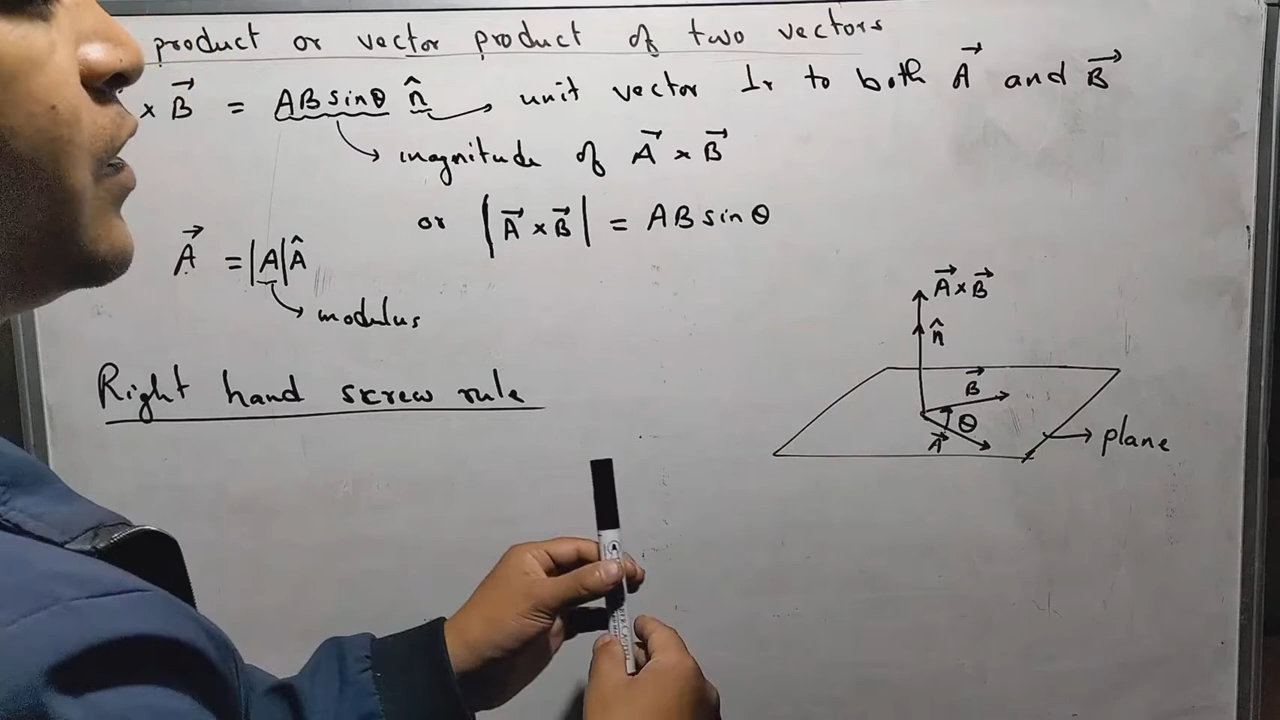 product or vector product of two vectors
× B⃗ = AB sinθ n̂ → unit vector ⊥r to both A⃗ and B⃗
→ magnitude of A⃗ × B⃗
or |A⃗ × B⃗| = AB sinθ
A⃗ = |A| Â
→ modulus
Right hand screw rule
A⃗ × B⃗
n̂
B⃗
θ
A⃗
→ plane